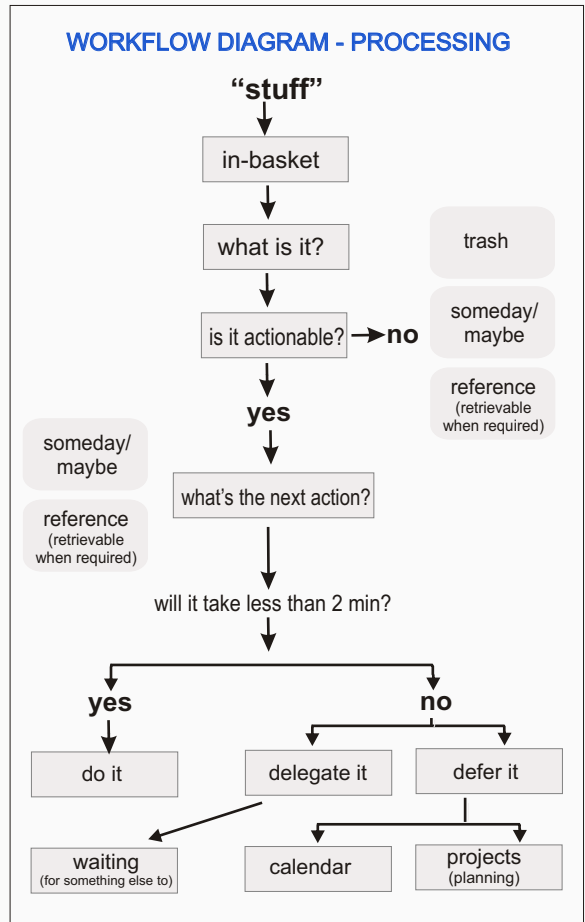 WORKFLOW DIAGRAM - PROCESSING
“stuff”
in-basket
what is it?
trash
is it actionable?
no
someday/
maybe
reference
(retrievable
when required)
yes
someday/
maybe
reference
(retrievable
when required)
what’s the next action?
will it take less than 2 min?
yes
no
do it
delegate it
defer it
waiting
(for something else to)
calendar
projects
(planning)